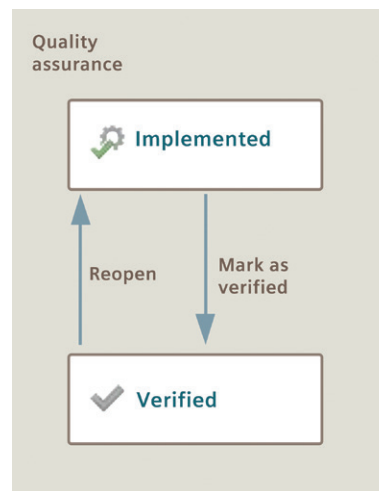 Quality
assurance
Implemented
Reopen
Mark as
verified
Verified